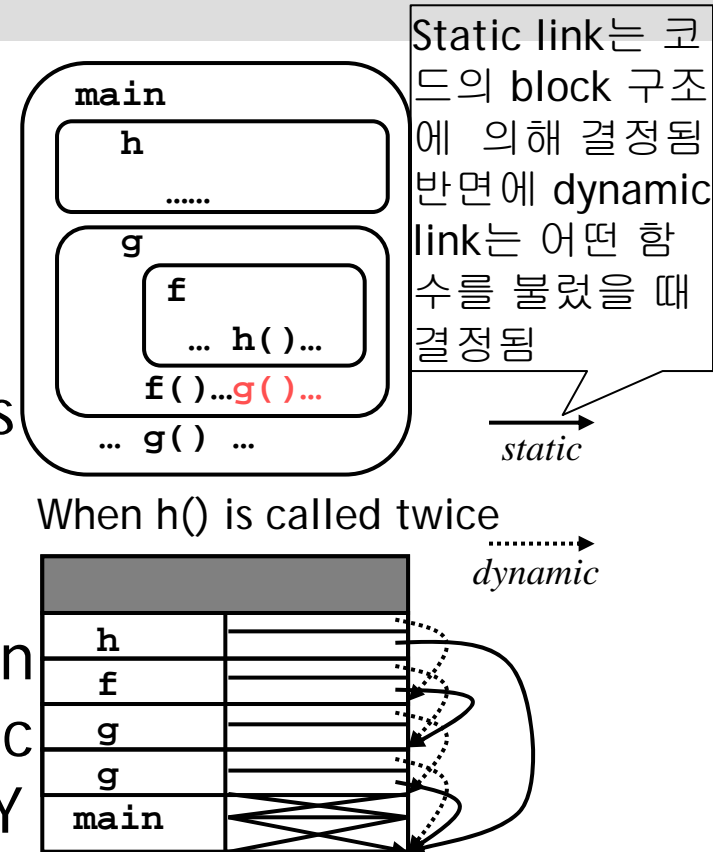 Static link는 코
드의 block 구조
에 의해 결정됨
반면에 dynamic
link는 어떤 함
수를 불렀을 때
결정됨
main
h
……
g
f
… h()…
f()…g()…
s
… g() …
static
When h() is called twice
dynamic
n
h
f
c
g
g
Y
main